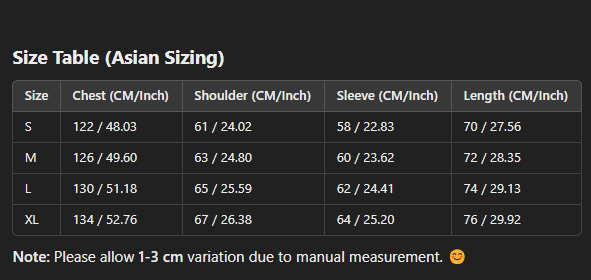 Size Table (Asian Sizing)
Size Chest (CM/Inch) Shoulder (CM/Inch) Sleeve (CM/Inch) Length (CM/Inch)
S 122 / 48.03 61 / 24.02 58 / 22.83 70 / 27.56
M 126 / 49.60 63 / 24.80 60 / 23.62 72 / 28.35
L 130 / 51.18 65 / 25.59 62 / 24.41 74 / 29.13
XL 134 / 52.76 67 / 26.38 64 / 25.20 76 / 29.92
Note: Please allow 1-3 cm variation due to manual measurement. 😊